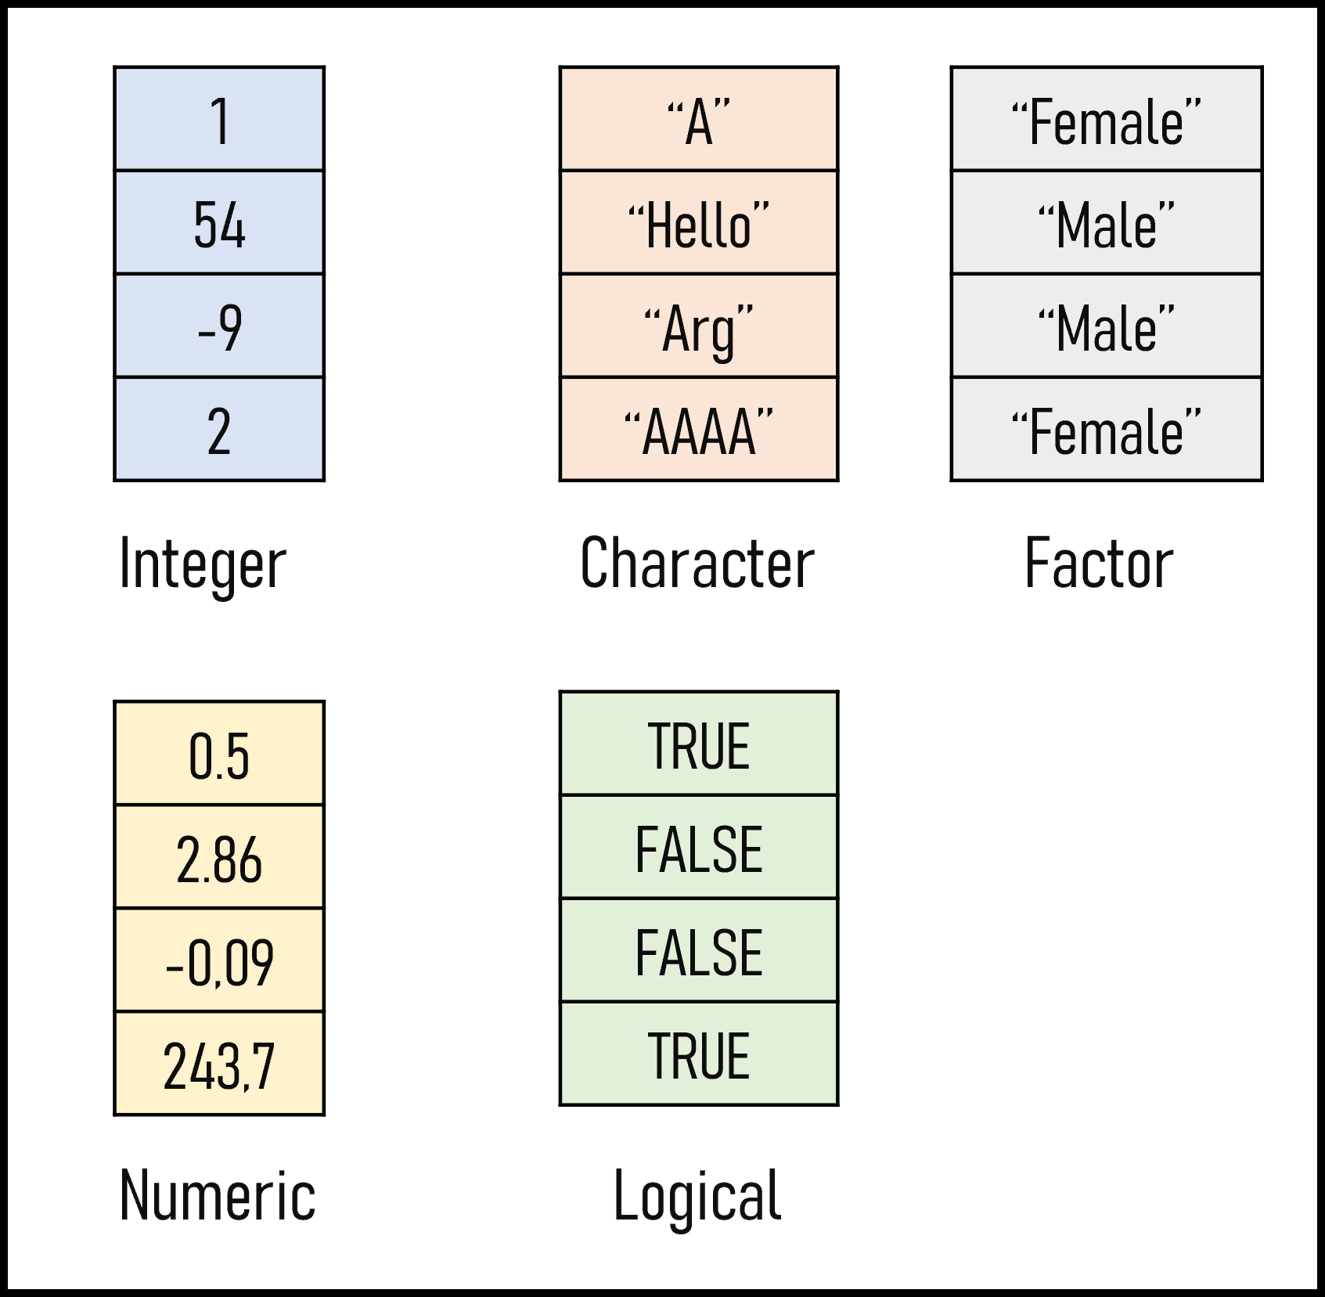 1
54
-9
2
Integer
“A”
“Hello”
“Arg”
“AAAA”
Character
“Female”
“Male”
“Male”
“Female”
Factor
0.5
2.86
-0,09
243,7
Numeric
TRUE
FALSE
FALSE
TRUE
Logical